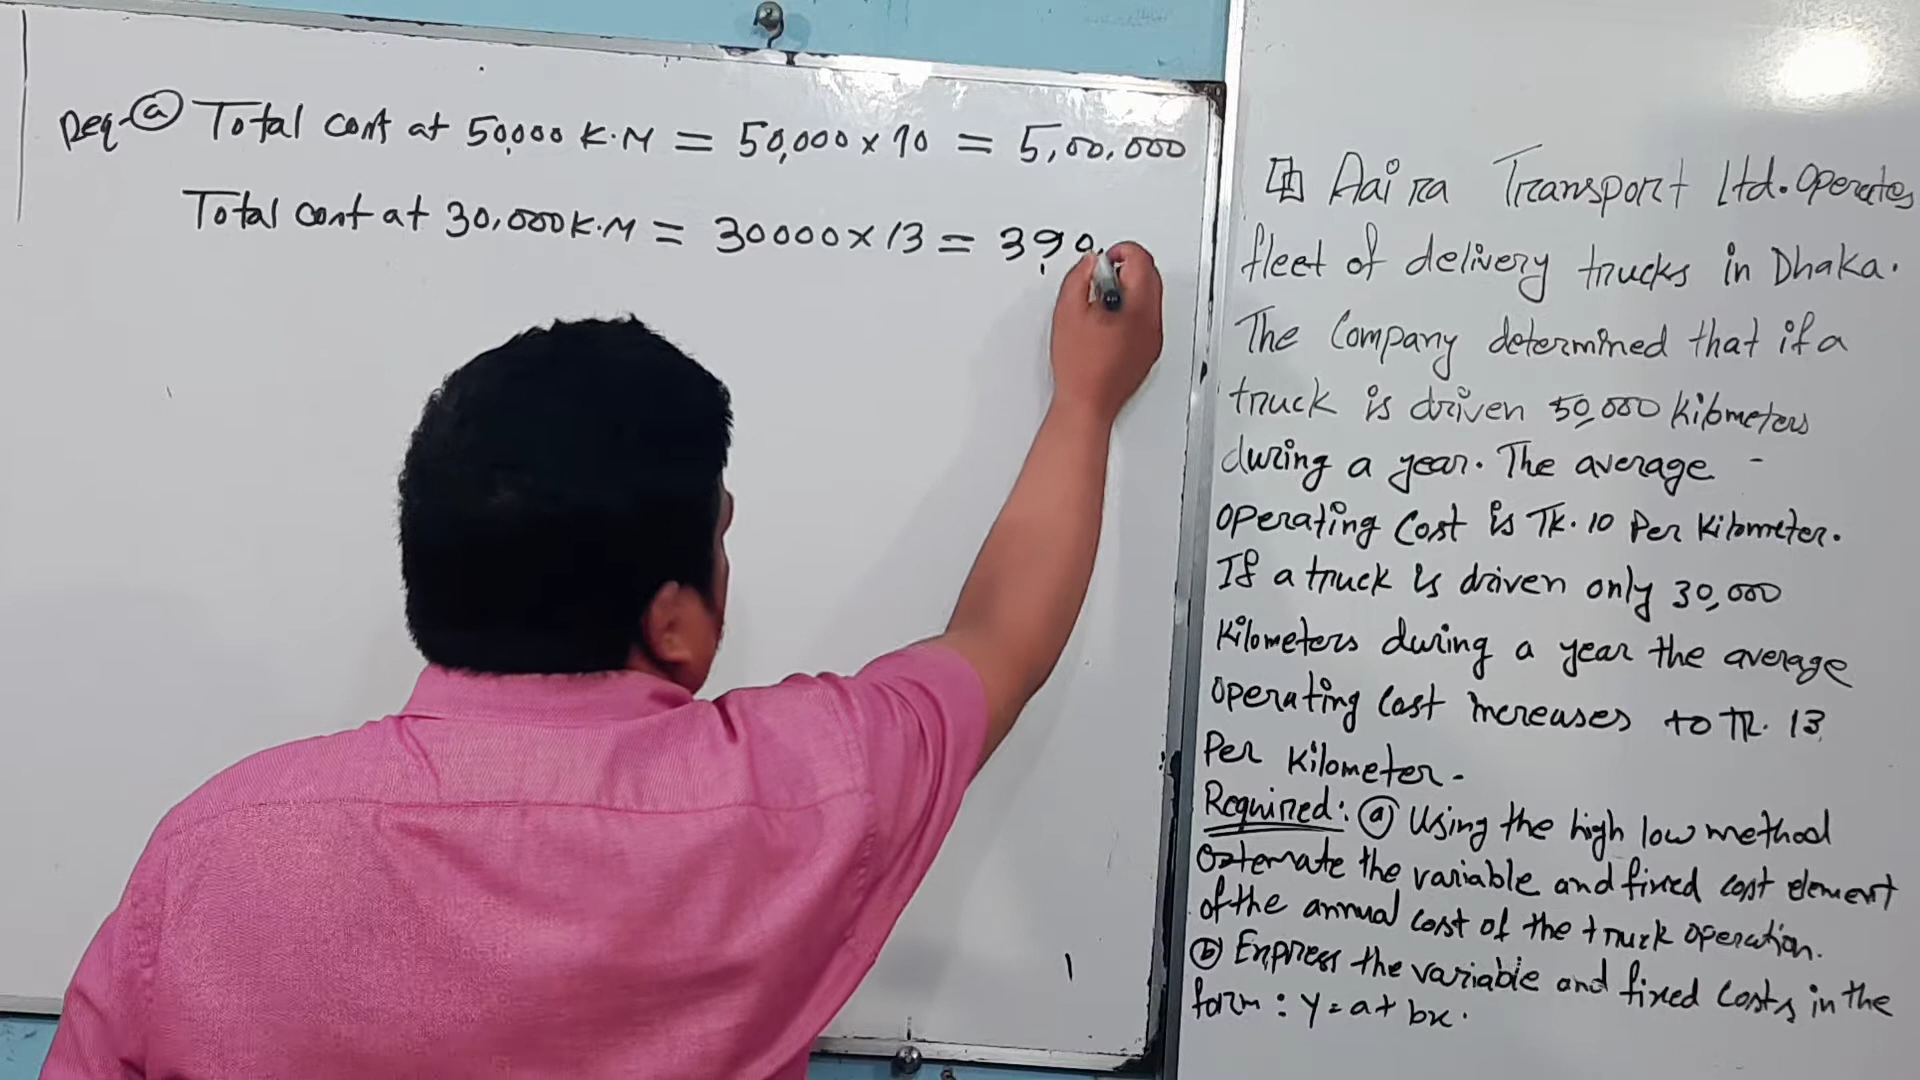 Req-ⓐ Total cost at 50,000 K.M = 50,000 x 10 = 5,00,000
Total cost at 30,000K.M = 30000 x 13 = 3,90
Aaira Transport Ltd. Operates
fleet of delivery trucks in Dhaka.
The Company determined that if a
truck is driven 50,000 kilometers
during a year. The average -
operating Cost is TK. 10 Per Kilometer.
If a truck is driven only 30,000
Kilometers during a year the average
operating Cost increases to TK. 13
Per Kilometer-
Required: ⓐ Using the high low method
the variable and fixed cost element
of the annual cost of the truck operation.
ⓑ Express the variable and fixed Costs in the
form: Y = a + bx.